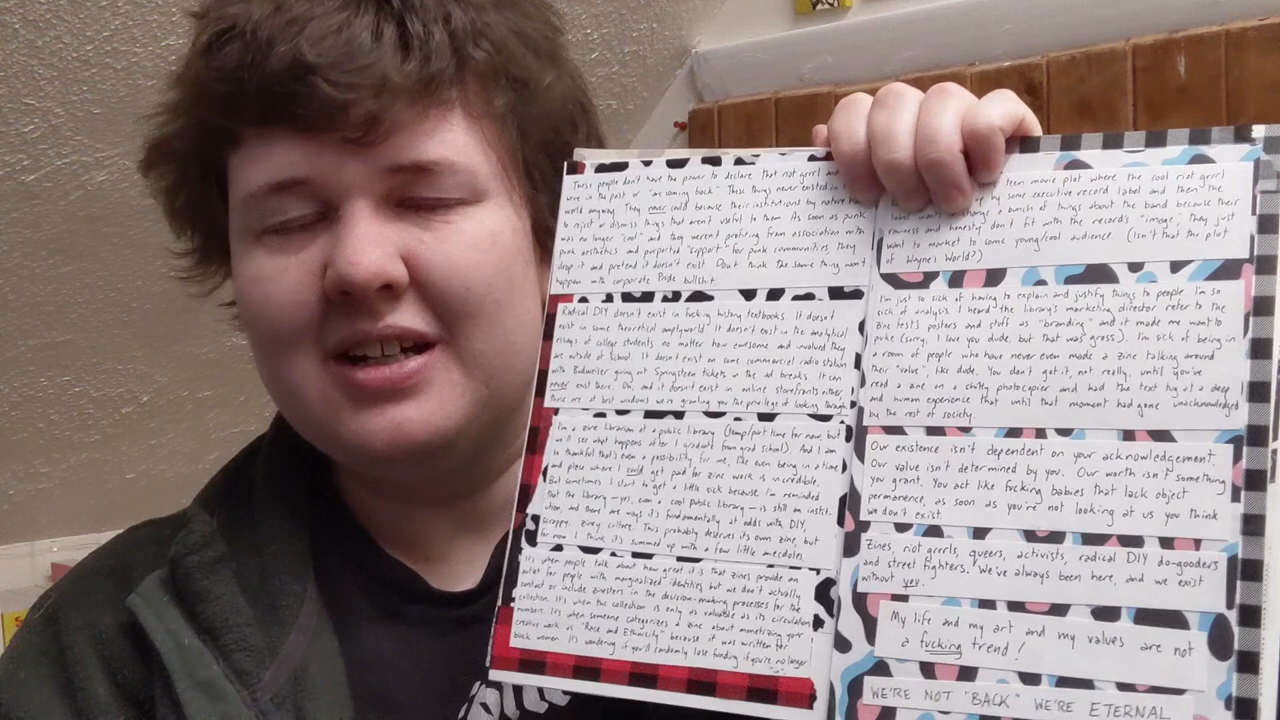 These people don't have the power to declare that riot grrrl and
were in the past or "are coming back." These things never existed in
world anyway. They never could because their institutions by nature
to reject or dismiss things that aren't useful to them. As soon as punk
was no longer "cool" and they weren't profiting from association with
punk aesthetics and purported "support" for punk communities, they
drop it and pretend it doesn't exist. Don't think the same thing won't
happen with corporate Pride bullshit.
Radical DIY doesn't exist in fucking history textbooks. It doesn't
exist in some theoretical emptyworld. It doesn't exist in the analytical
essays of college students no matter how awesome and involved they
are outside of school. It doesn't exist on some commercial radio station
with Budweiser giving out Springsteen tickets in the ad breaks. It can
never exist there. Oh, and it doesn't exist in online storefronts either
those are at best windows we're granting you the privilege of looking through
I'm a zine librarian at a public library (temp/part time for now, but
we'll see what happens after I graduate from grad school). And I am
so thankful that's even a possibility for me, like even being in a time
and place where I could get paid for zine work is incredible.
But sometimes I start to get a little sick because I'm reminded
that the library — yes, even a cool public library — is still an instit-
ution, and there are ways it's fundamentally at odds with DIY,
scrappy, ziney culture. This probably deserves its own zine, but
for now I think it's summed up with a few little anecdotes.
It's when people talk about how great it is that zines provide an
outlet for people with marginalized identities but we don't actually
contact or include zinesters in the decision-making processes for the
collection. It's when the collection is only as valuable as its circulation
numbers. It's when someone categorizes a zine about monetizing your
creative work as "Race and Ethnicity" because it was written for
black women. It's wondering if you'll randomly lose funding if you're no longer
teen movie plot where the cool riot grrrl
by some executive record label and then the
label wants change a bunch of things about the band because their
rawness and honesty don't fit with the record's "image", they just
want to market to some young/cool audience. (Isn't that the plot
of Wayne's World?)
I'm just so sick of having to explain and justify things to people I'm so
sick of analysis. I heard the library's marketing director refer to the
zine fest's posters and stuff as "branding" and it made me want to
puke (sorry, I love you dude, but that was gross). I'm sick of being in
a room of people who have never even made a zine talking around
their "value", like dude. You don't get it, not really, until you've
read a zine on a shitty photocopier and had the text tug at a deep
and human experience that until that moment had gone unacknowledged
by the rest of society.
Our existence isn't dependent on your acknowledgement.
Our value isn't determined by you. Our worth isn't something
you grant. You act like fucking babies that lack object
permanence, as soon as you're not looking at us you think
we don't exist.
Zines, riot grrrls, queers, activists, radical DIY do-gooders
and street fighters. We've always been here, and we exist
without you.
My life and my art and my values are not
a fucking trend!
WE'RE NOT "BACK" WE'RE ETERNAL